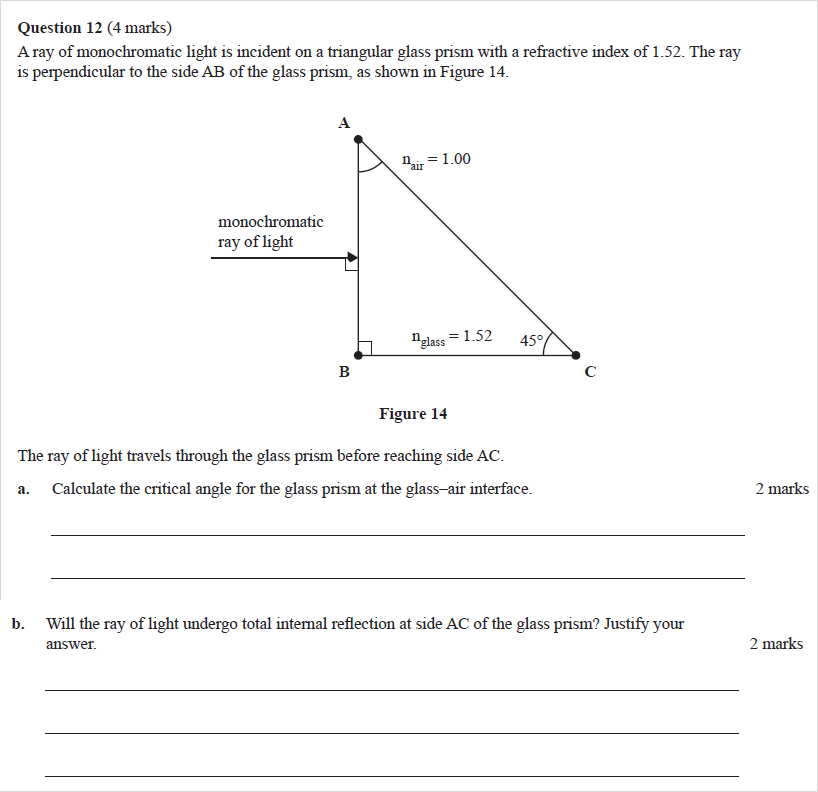 Question 12 (4 marks)
A ray of monochromatic light is incident on a triangular glass prism with a refractive index of 1.52. The ray
is perpendicular to the side AB of the glass prism, as shown in Figure 14.
A
nair = 1.00
monochromatic
ray of light
nglass = 1.52
45°
B
C
Figure 14
The ray of light travels through the glass prism before reaching side AC.
a. Calculate the critical angle for the glass prism at the glass–air interface. 2 marks
b. Will the ray of light undergo total internal reflection at side AC of the glass prism? Justify your
answer. 2 marks